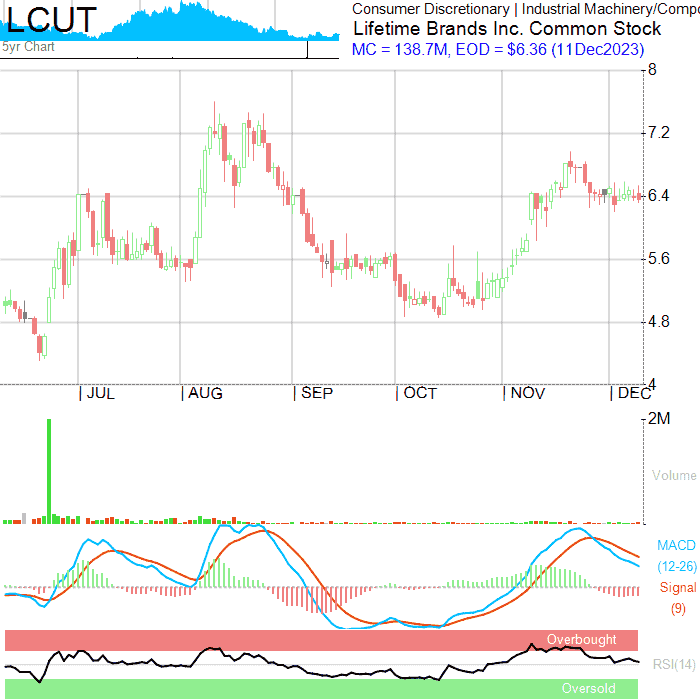 LCUT
5yr Chart
Consumer Discretionary | Industrial Machinery/Compo
Lifetime Brands Inc. Common Stock
MC = 138.7M, EOD = $6.36 (11Dec2023)
8
7.2
6.4
5.6
4.8
4
JUL AUG SEP OCT NOV DEC
2M
Volume
MACD
(12-26)
Signal
(9)
Overbought
RSI(14)
Oversold